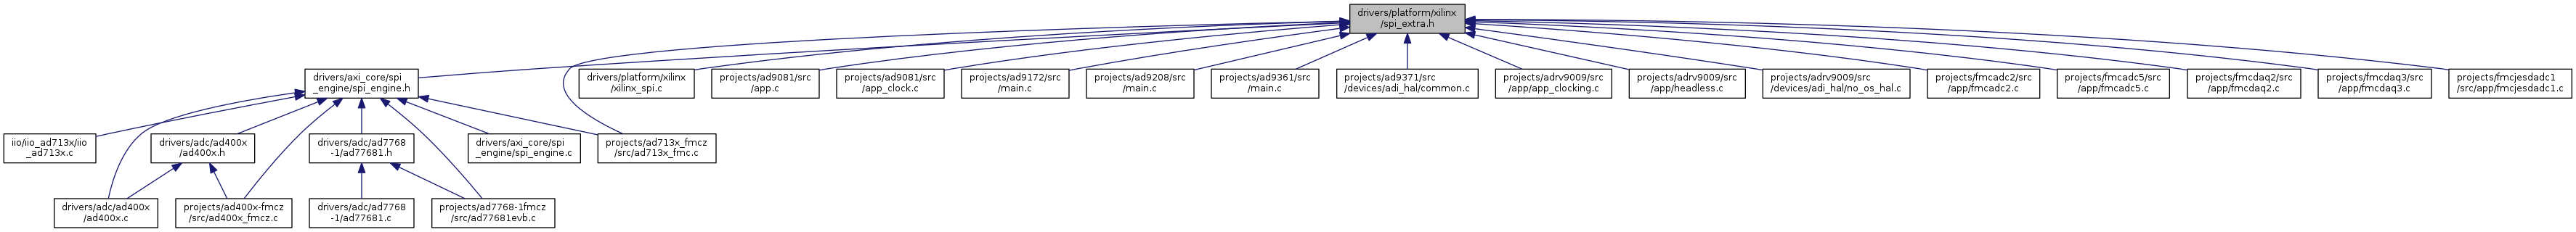 drivers/platform/xilinx
/spi_extra.h
drivers/axi_core/spi
_engine/spi_engine.h
drivers/platform/xilinx
/xilinx_spi.c
projects/ad9081/src
/app.c
projects/ad9081/src
/app_clock.c
projects/ad9172/src
/main.c
projects/ad9208/src
/main.c
projects/ad9361/src
/main.c
projects/ad9371/src
/devices/adi_hal/common.c
projects/adrv9009/src
/app/app_clocking.c
projects/adrv9009/src
/app/headless.c
projects/adrv9009/src
/devices/adi_hal/no_os_hal.c
projects/fmcadc2/src
/app/fmcadc2.c
projects/fmcadc5/src
/app/fmcadc5.c
projects/fmcdaq2/src
/app/fmcdaq2.c
projects/fmcdaq3/src
/app/fmcdaq3.c
projects/fmcjesdadc1
/src/app/fmcjesdadc1.c
iio/iio_ad713x/iio
_ad713x.c
drivers/adc/ad400x
/ad400x.h
drivers/adc/ad7768
-1/ad77681.h
drivers/axi_core/spi
_engine/spi_engine.c
projects/ad713x_fmcz
/src/ad713x_fmc.c
drivers/adc/ad400x
/ad400x.c
projects/ad400x-fmcz
/src/ad400x_fmcz.c
drivers/adc/ad7768
-1/ad77681.c
projects/ad7768-1fmcz
/src/ad77681evb.c